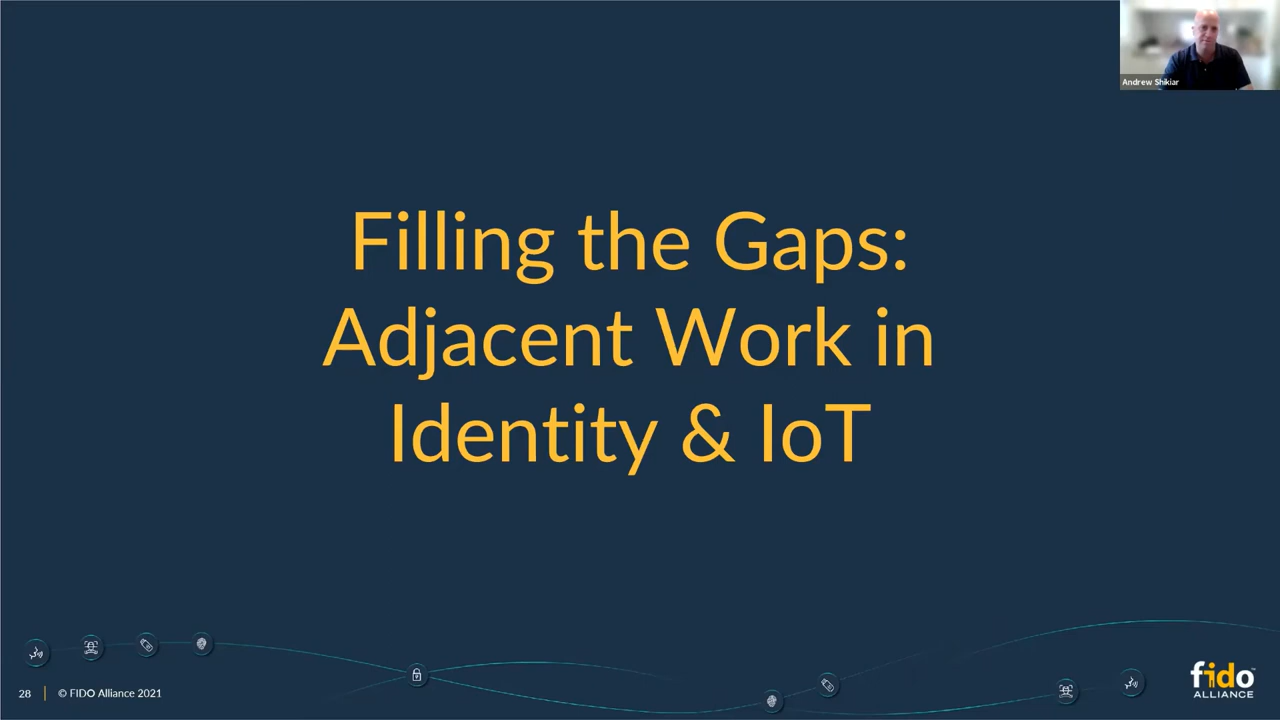 Andrew Shikiar
Filling the Gaps:
Adjacent Work in
Identity & IoT
28
© FIDO Alliance 2021
fido
ALLIANCE